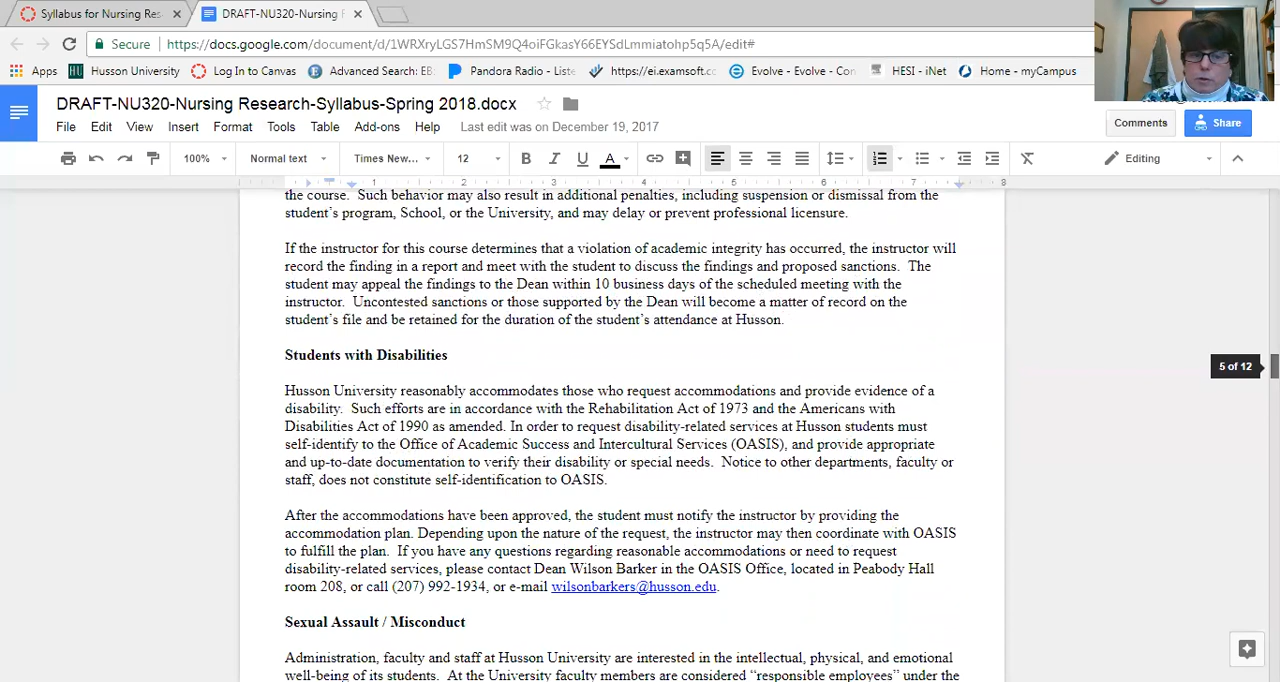 Syllabus for Nursing Res
DRAFT-NU320-Nursing F
Secure
https://docs.google.com/document/d/1WRXryLGS7HmSM9Q4oiFGkasY66EYSdLmmiatohp5q5A/edit#
Apps
Husson University
Log In to Canvas
Advanced Search: EB
Pandora Radio - Liste
https://ei.examsoft.cc
Evolve - Evolve - Con
HESI - iNet
Home - myCampus
DRAFT-NU320-Nursing Research-Syllabus-Spring 2018.docx
Comments
Share
File Edit View Insert Format Tools Table Add-ons Help Last edit was on December 19, 2017
100% Normal text Times New... 12 B I U A Editing
1 2 3 4 5 6 7 8
the course.  Such behavior may also result in additional penalties, including suspension or dismissal from the
student's program, School, or the University, and may delay or prevent professional licensure.
If the instructor for this course determines that a violation of academic integrity has occurred, the instructor will
record the finding in a report and meet with the student to discuss the findings and proposed sanctions.  The
student may appeal the findings to the Dean within 10 business days of the scheduled meeting with the
instructor.  Uncontested sanctions or those supported by the Dean will become a matter of record on the
student's file and be retained for the duration of the student's attendance at Husson.
Students with Disabilities
5 of 12
Husson University reasonably accommodates those who request accommodations and provide evidence of a
disability.  Such efforts are in accordance with the Rehabilitation Act of 1973 and the Americans with
Disabilities Act of 1990 as amended. In order to request disability-related services at Husson students must
self-identify to the Office of Academic Success and Intercultural Services (OASIS), and provide appropriate
and up-to-date documentation to verify their disability or special needs.  Notice to other departments, faculty or
staff, does not constitute self-identification to OASIS.
After the accommodations have been approved, the student must notify the instructor by providing the
accommodation plan. Depending upon the nature of the request, the instructor may then coordinate with OASIS
to fulfill the plan.  If you have any questions regarding reasonable accommodations or need to request
disability-related services, please contact Dean Wilson Barker in the OASIS Office, located in Peabody Hall
room 208, or call (207) 992-1934, or e-mail wilsonbarkers@husson.edu.
Sexual Assault / Misconduct
Administration, faculty and staff at Husson University are interested in the intellectual, physical, and emotional
well-being of its students.  At the University faculty members are considered "responsible employees" under the